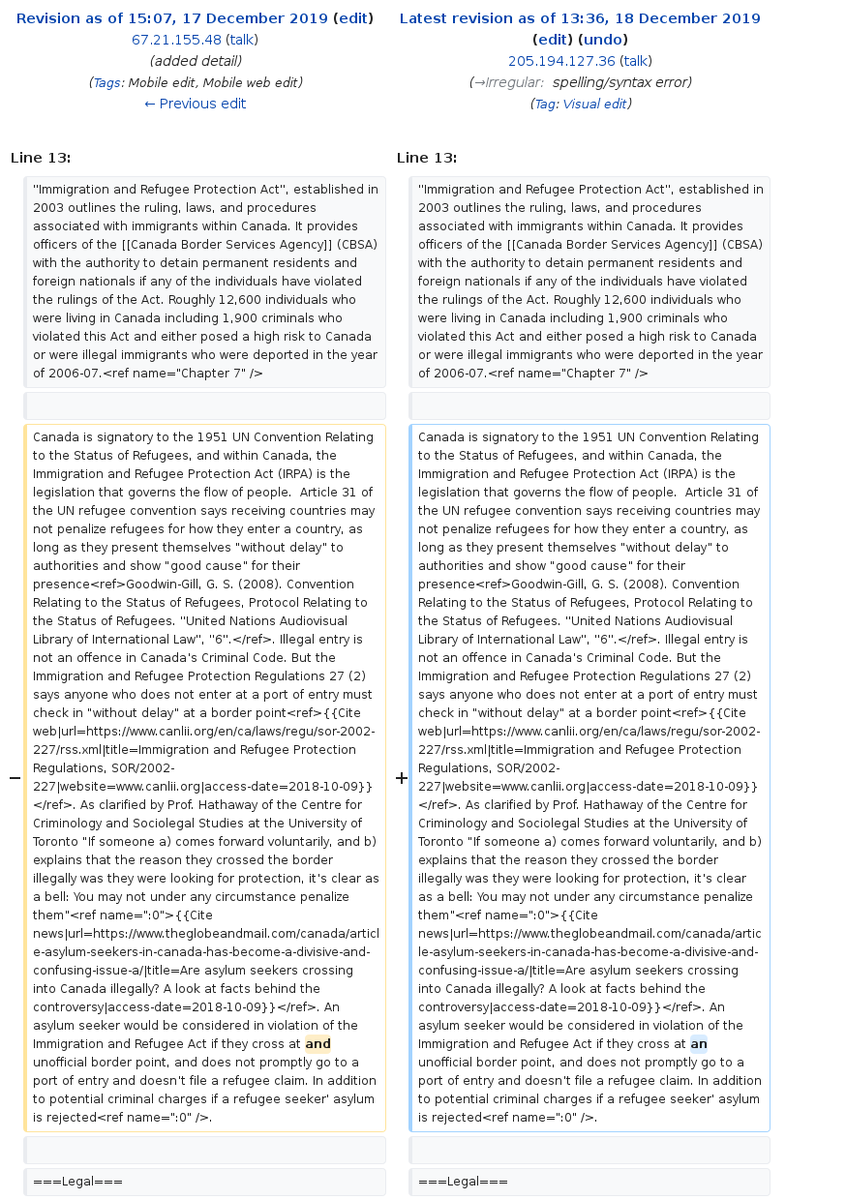 Revision as of 15:07, 17 December 2019 (edit)
67.21.155.48 (talk)
(added detail)
(Tags: Mobile edit, Mobile web edit)
← Previous edit
Latest revision as of 13:36, 18 December 2019
(edit) (undo)
205.194.127.36 (talk)
(→Irregular: spelling/syntax error)
(Tag: Visual edit)
Line 13:
"Immigration and Refugee Protection Act", established in
2003 outlines the ruling, laws, and procedures
associated with immigrants within Canada. It provides
officers of the [[Canada Border Services Agency]] (CBSA)
with the authority to detain permanent residents and
foreign nationals if any of the individuals have violated
the rulings of the Act. Roughly 12,600 individuals who
were living in Canada including 1,900 criminals who
violated this Act and either posed a high risk to Canada
or were illegal immigrants who were deported in the year
of 2006-07.<ref name="Chapter 7" />
−
Canada is signatory to the 1951 UN Convention Relating
to the Status of Refugees, and within Canada, the
Immigration and Refugee Protection Act (IRPA) is the
legislation that governs the flow of people.  Article 31 of
the UN refugee convention says receiving countries may
not penalize refugees for how they enter a country, as
long as they present themselves "without delay" to
authorities and show "good cause" for their
presence<ref>Goodwin-Gill, G. S. (2008). Convention
Relating to the Status of Refugees, Protocol Relating to
the Status of Refugees. "United Nations Audiovisual
Library of International Law", "6".</ref>. Illegal entry is
not an offence in Canada's Criminal Code. But the
Immigration and Refugee Protection Regulations 27 (2)
says anyone who does not enter at a port of entry must
check in "without delay" at a border point<ref>{{Cite
web|url=https://www.canlii.org/en/ca/laws/regu/sor-2002-
227/rss.xml|title=Immigration and Refugee Protection
Regulations, SOR/2002-
227|website=www.canlii.org|access-date=2018-10-09}}
</ref>. As clarified by Prof. Hathaway of the Centre for
Criminology and Sociolegal Studies at the University of
Toronto "If someone a) comes forward voluntarily, and b)
explains that the reason they crossed the border
illegally was they were looking for protection, it's clear as
a bell: You may not under any circumstance penalize
them"<ref name=":0">{{Cite
news|url=https://www.theglobeandmail.com/canada/articl
e-asylum-seekers-in-canada-has-become-a-divisive-and-
confusing-issue-a/|title=Are asylum seekers crossing
into Canada illegally? A look at facts behind the
controversy|access-date=2018-10-09}}</ref>. An
asylum seeker would be considered in violation of the
Immigration and Refugee Act if they cross at and
unofficial border point, and does not promptly go to a
port of entry and doesn't file a refugee claim. In addition
to potential criminal charges if a refugee seeker' asylum
is rejected<ref name=":0" />.
===Legal===
Line 13:
"Immigration and Refugee Protection Act", established in
2003 outlines the ruling, laws, and procedures
associated with immigrants within Canada. It provides
officers of the [[Canada Border Services Agency]] (CBSA)
with the authority to detain permanent residents and
foreign nationals if any of the individuals have violated
the rulings of the Act. Roughly 12,600 individuals who
were living in Canada including 1,900 criminals who
violated this Act and either posed a high risk to Canada
or were illegal immigrants who were deported in the year
of 2006-07.<ref name="Chapter 7" />
+
Canada is signatory to the 1951 UN Convention Relating
to the Status of Refugees, and within Canada, the
Immigration and Refugee Protection Act (IRPA) is the
legislation that governs the flow of people.  Article 31 of
the UN refugee convention says receiving countries may
not penalize refugees for how they enter a country, as
long as they present themselves "without delay" to
authorities and show "good cause" for their
presence<ref>Goodwin-Gill, G. S. (2008). Convention
Relating to the Status of Refugees, Protocol Relating to
the Status of Refugees. "United Nations Audiovisual
Library of International Law", "6".</ref>. Illegal entry is
not an offence in Canada's Criminal Code. But the
Immigration and Refugee Protection Regulations 27 (2)
says anyone who does not enter at a port of entry must
check in "without delay" at a border point<ref>{{Cite
web|url=https://www.canlii.org/en/ca/laws/regu/sor-2002-
227/rss.xml|title=Immigration and Refugee Protection
Regulations, SOR/2002-
227|website=www.canlii.org|access-date=2018-10-09}}
</ref>. As clarified by Prof. Hathaway of the Centre for
Criminology and Sociolegal Studies at the University of
Toronto "If someone a) comes forward voluntarily, and b)
explains that the reason they crossed the border
illegally was they were looking for protection, it's clear
as a bell: You may not under any circumstance penalize
them"<ref name=":0">{{Cite
news|url=https://www.theglobeandmail.com/canada/artic
le-asylum-seekers-in-canada-has-become-a-divisive-and-
confusing-issue-a/|title=Are asylum seekers crossing
into Canada illegally? A look at facts behind the
controversy|access-date=2018-10-09}}</ref>. An
asylum seeker would be considered in violation of the
Immigration and Refugee Act if they cross at an
unofficial border point, and does not promptly go to a
port of entry and doesn't file a refugee claim. In addition
to potential criminal charges if a refugee seeker' asylum
is rejected<ref name=":0" />.
===Legal===